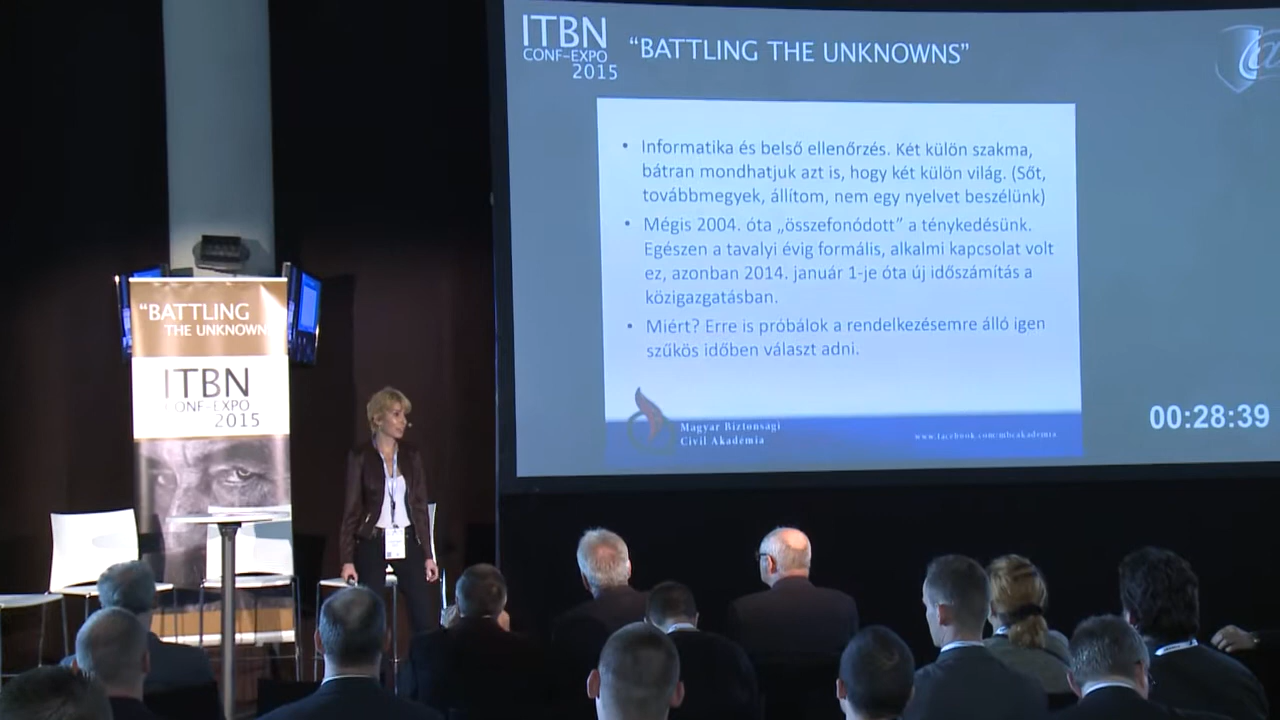 ITBN
CONF-EXPO
2015
“BATTLING THE UNKNOWNS”
• Informatika és belső ellenőrzés. Két külön szakma,
bátran mondhatjuk azt is, hogy két külön világ. (Sőt,
továbbmegyek, állítom, nem egy nyelvet beszélünk)
• Mégis 2004. óta „összefonódott” a ténykedésünk.
Egészen a tavalyi évig formális, alkalmi kapcsolat volt
ez, azonban 2014. január 1-je óta új időszámítás a
közigazgatásban.
• Miért? Erre is próbálok a rendelkezésemre álló igen
szűkös időben választ adni.
Magyar Biztonsági
Civil Akadémia
www.facebook.com/mbcakademia
00:28:39
“BATTLING
THE UNKNOWN
ITBN
CONF-EXPO
2015